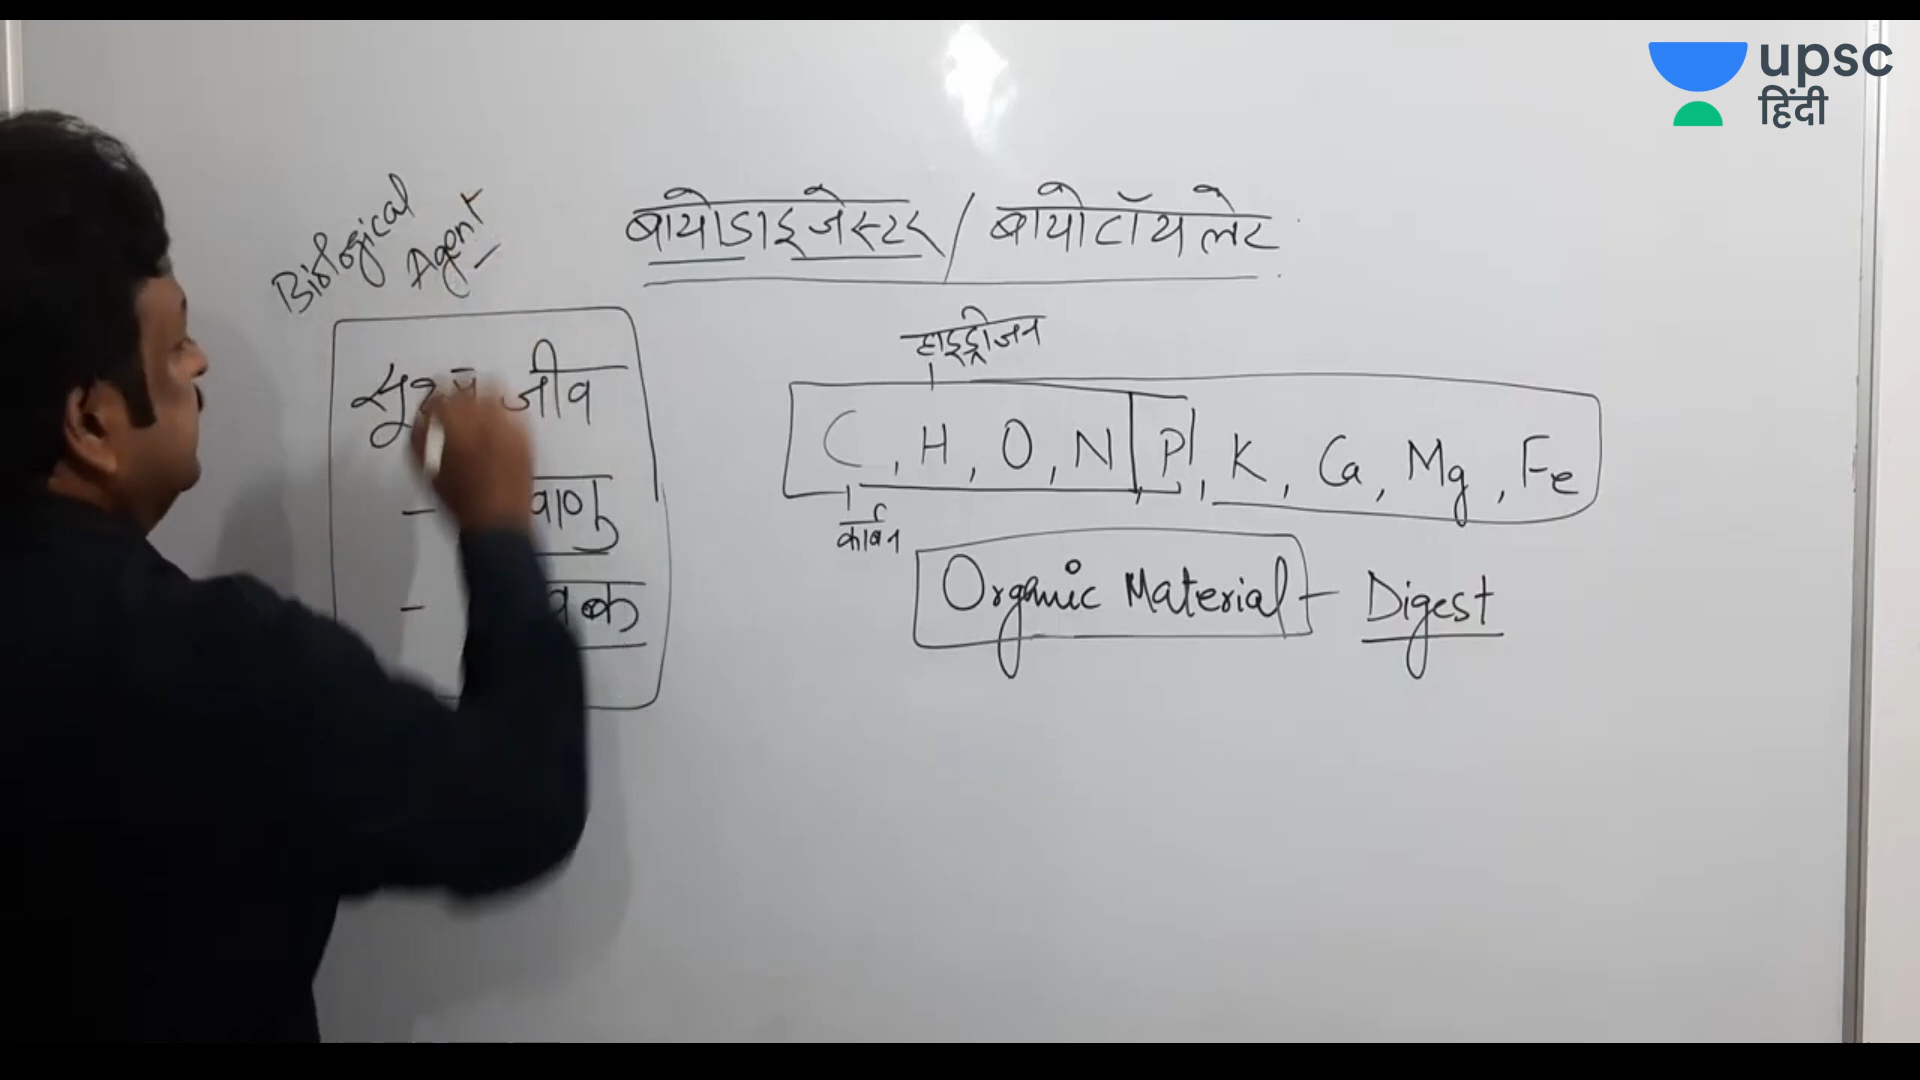 upsc
हिंदी
Biological
Agent
बायोडाइजेस्टर / बायोटॉयलेट
हाइड्रोजन
जीव
C, H, O, N P, K, Ca, Mg, Fe
कार्बन
Organic Material - Digest